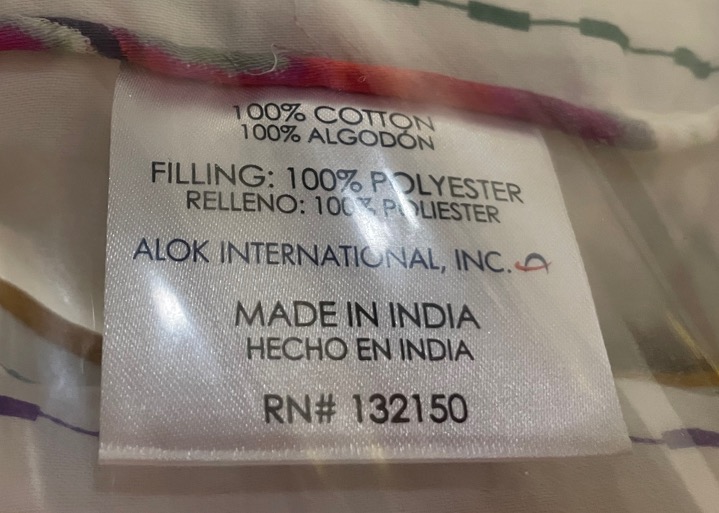 100% COTTON
100% ALGODÓN
FILLING: 100% POLYESTER
RELLENO: 100% POLIESTER
ALOK INTERNATIONAL, INC.
MADE IN INDIA
HECHO EN INDIA
RN# 132150